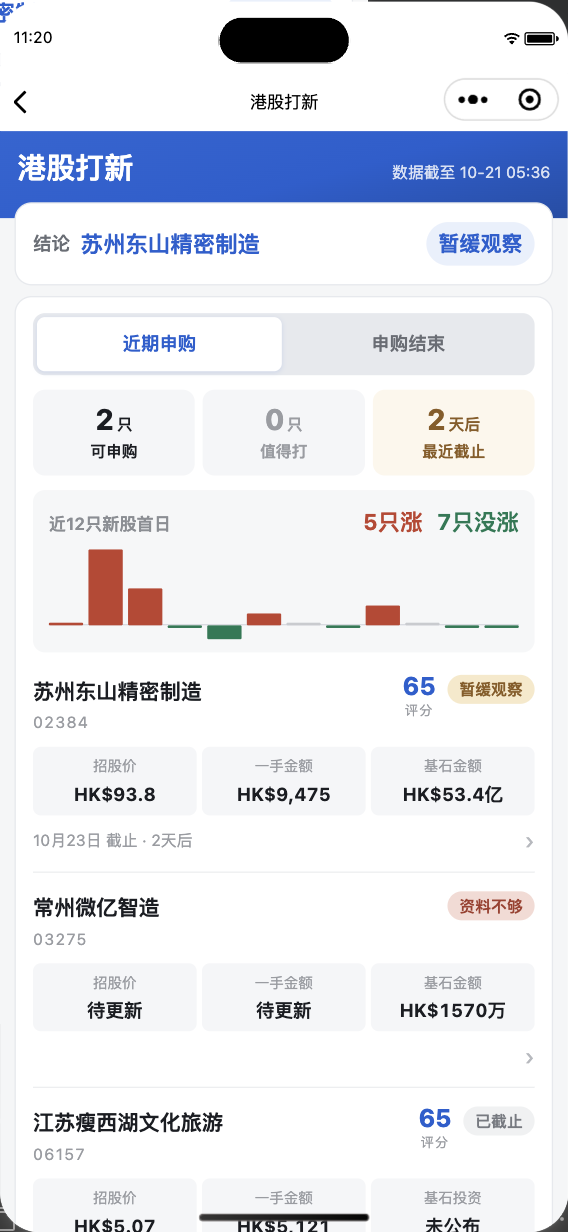 密
11:20
港股打新
港股打新
数据截至 10-21 05:36
结论 苏州东山精密制造
暂缓观察
近期申购
申购结束
2只
可申购
0只
值得打
2天后
最近截止
近12只新股首日
5只涨 7只没涨
苏州东山精密制造
65
评分
暂缓观察
02384
招股价
HK$93.8
一手金额
HK$9,475
基石金额
HK$53.4亿
10月23日 截止 · 2天后
常州微亿智造
资料不够
03275
招股价
待更新
一手金额
待更新
基石金额
HK$1570万
江苏瘦西湖文化旅游
65
评分
已截止
06157
招股价
HK$5.07
一手金额
HK$5,121
基石投资
未公布